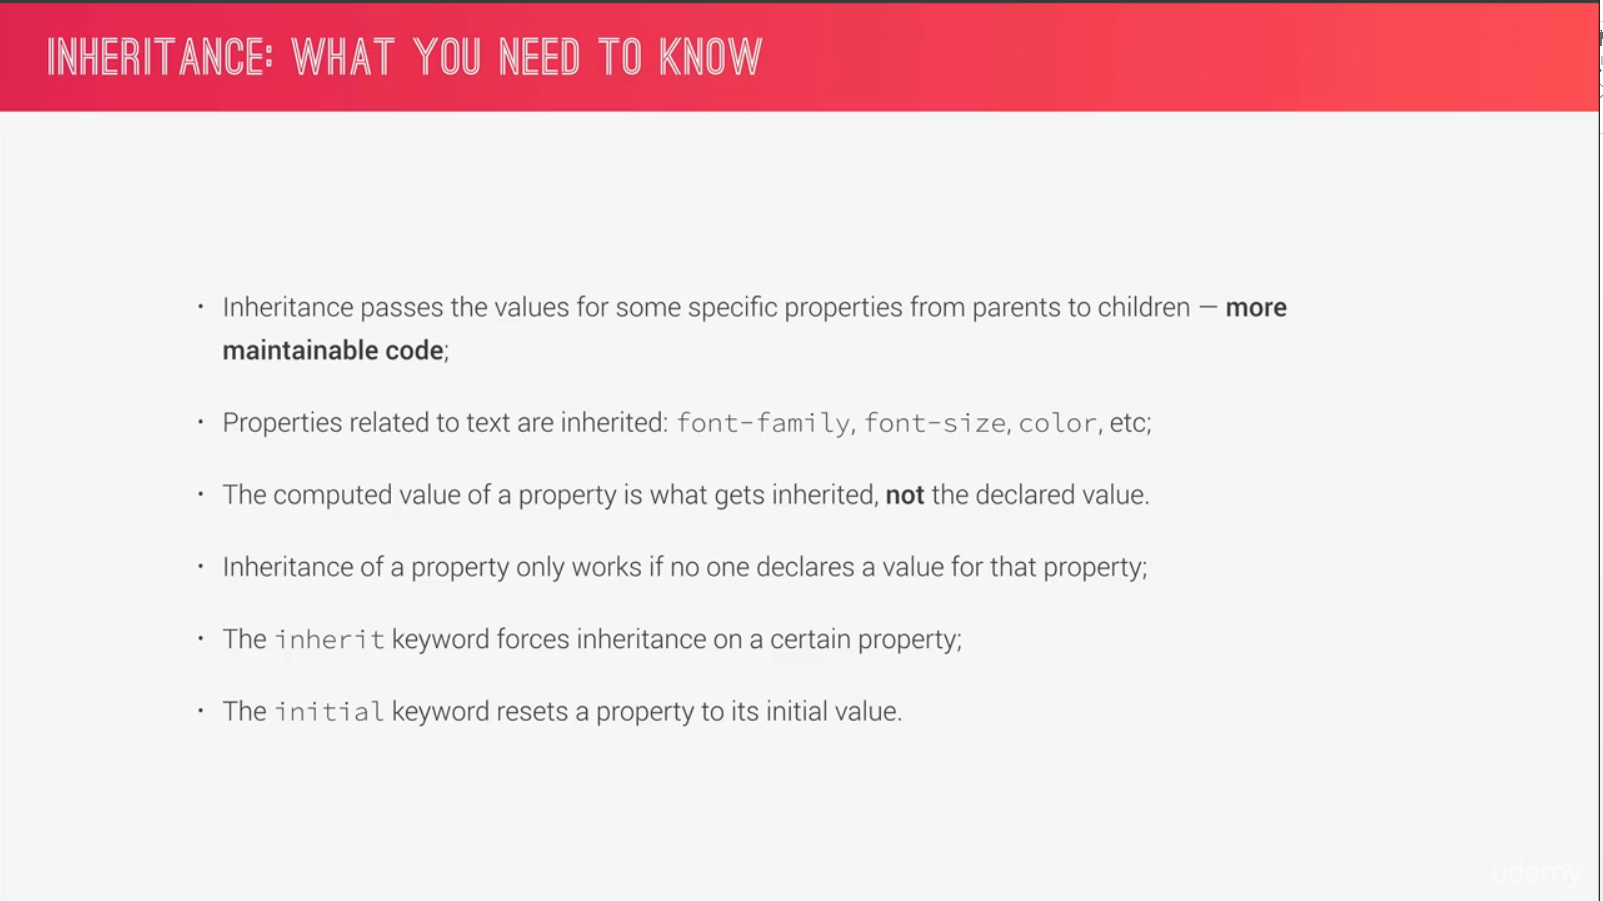 INHERITANCE: WHAT YOU NEED TO KNOW
• Inheritance passes the values for some specific properties from parents to children — more
maintainable code;
• Properties related to text are inherited: font-family, font-size, color, etc;
• The computed value of a property is what gets inherited, not the declared value.
• Inheritance of a property only works if no one declares a value for that property;
• The inherit keyword forces inheritance on a certain property;
• The initial keyword resets a property to its initial value.
udemy